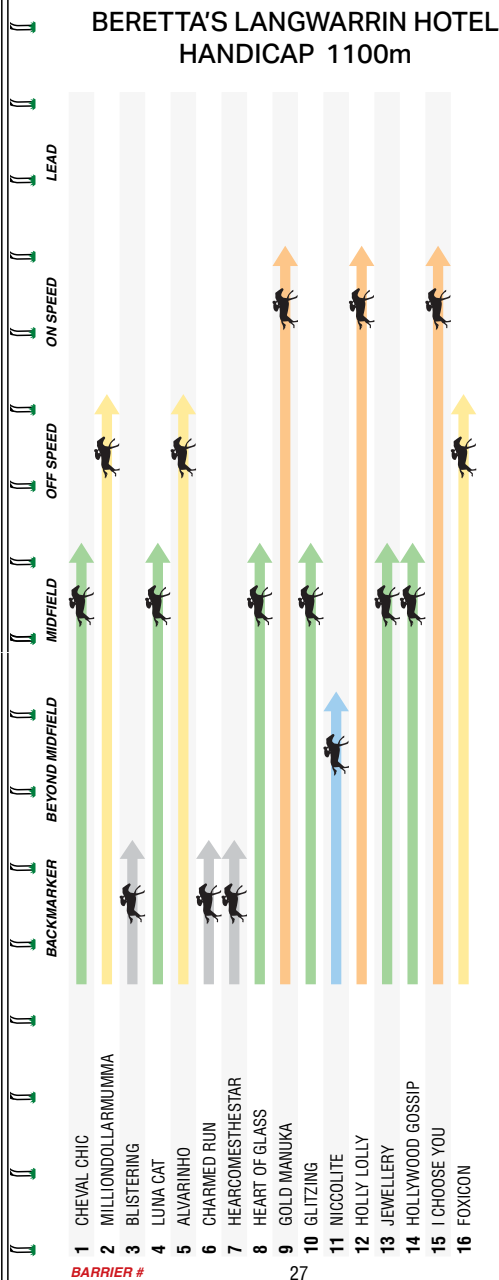 BERETTA'S LANGWARRIN HOTEL
HANDICAP 1100m
LEAD
ON SPEED
OFF SPEED
MIDFIELD
BEYOND MIDFIELD
BACKMARKER
1 CHEVAL CHIC
2 MILLIONDOLLARMUMMA
3 BLISTERING
4 LUNA CAT
5 ALVARINHO
6 CHARMED RUN
7 HEARCOMESTHESTAR
8 HEART OF GLASS
9 GOLD MANUKA
10 GLITZING
11 NICCOLITE
12 HOLLY LOLLY
13 JEWELLERY
14 HOLLYWOOD GOSSIP
15 I CHOOSE YOU
16 FOXICON
BARRIER #
27